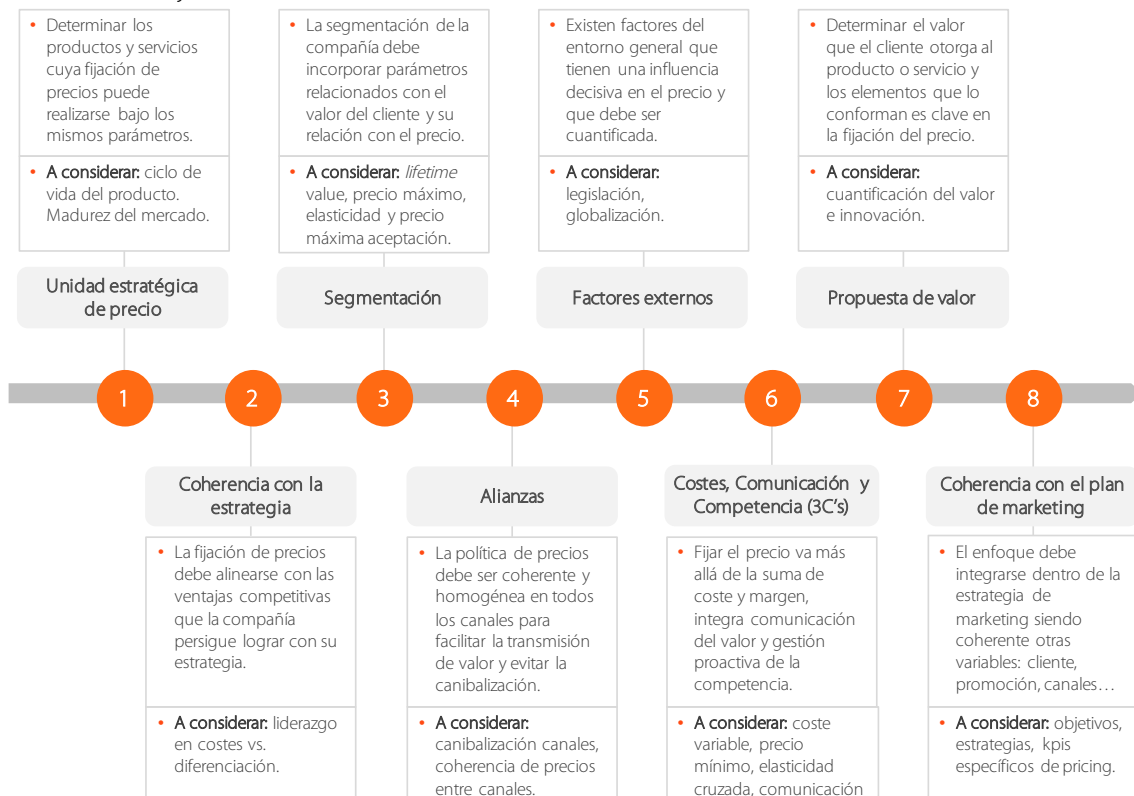 • Determinar los
productos y servicios
cuya fijación de
precios puede
realizarse bajo los
mismos parámetros.
• A considerar: ciclo de
vida del producto.
Madurez del mercado.
Unidad estratégica
de precio
1
• La segmentación de la
compañía debe
incorporar parámetros
relacionados con el
valor del cliente y su
relación con el precio.
• A considerar: lifetime
value, precio máximo,
elasticidad y precio
máxima aceptación.
Segmentación
3
• Existen factores del
entorno general que
tienen una influencia
decisiva en el precio y
que debe ser
cuantificada.
• A considerar:
legislación,
globalización.
Factores externos
5
• Determinar el valor
que el cliente otorga al
producto o servicio y
los elementos que lo
conforman es clave en
la fijación del precio.
• A considerar:
cuantificación del valor
e innovación.
Propuesta de valor
7
2
Coherencia con la
estrategia
• La fijación de precios
debe alinearse con las
ventajas competitivas
que la compañía
persigue lograr con su
estrategia.
• A considerar: liderazgo
en costes vs.
diferenciación.
4
Alianzas
• La política de precios
debe ser coherente y
homogénea en todos
los canales para
facilitar la transmisión
de valor y evitar la
canibalización.
• A considerar:
canibalización canales,
coherencia de precios
entre canales.
6
Costes, Comunicación y
Competencia (3C's)
• Fijar el precio va más
allá de la suma de
coste y margen,
integra comunicación
del valor y gestión
proactiva de la
competencia.
• A considerar: coste
variable, precio
mínimo, elasticidad
cruzada, comunicación
8
Coherencia con el plan
de marketing
• El enfoque debe
integrarse dentro de la
estrategia de
marketing siendo
coherente otras
variables: cliente,
promoción, canales…
• A considerar: objetivos,
estrategias, kpis
específicos de pricing.